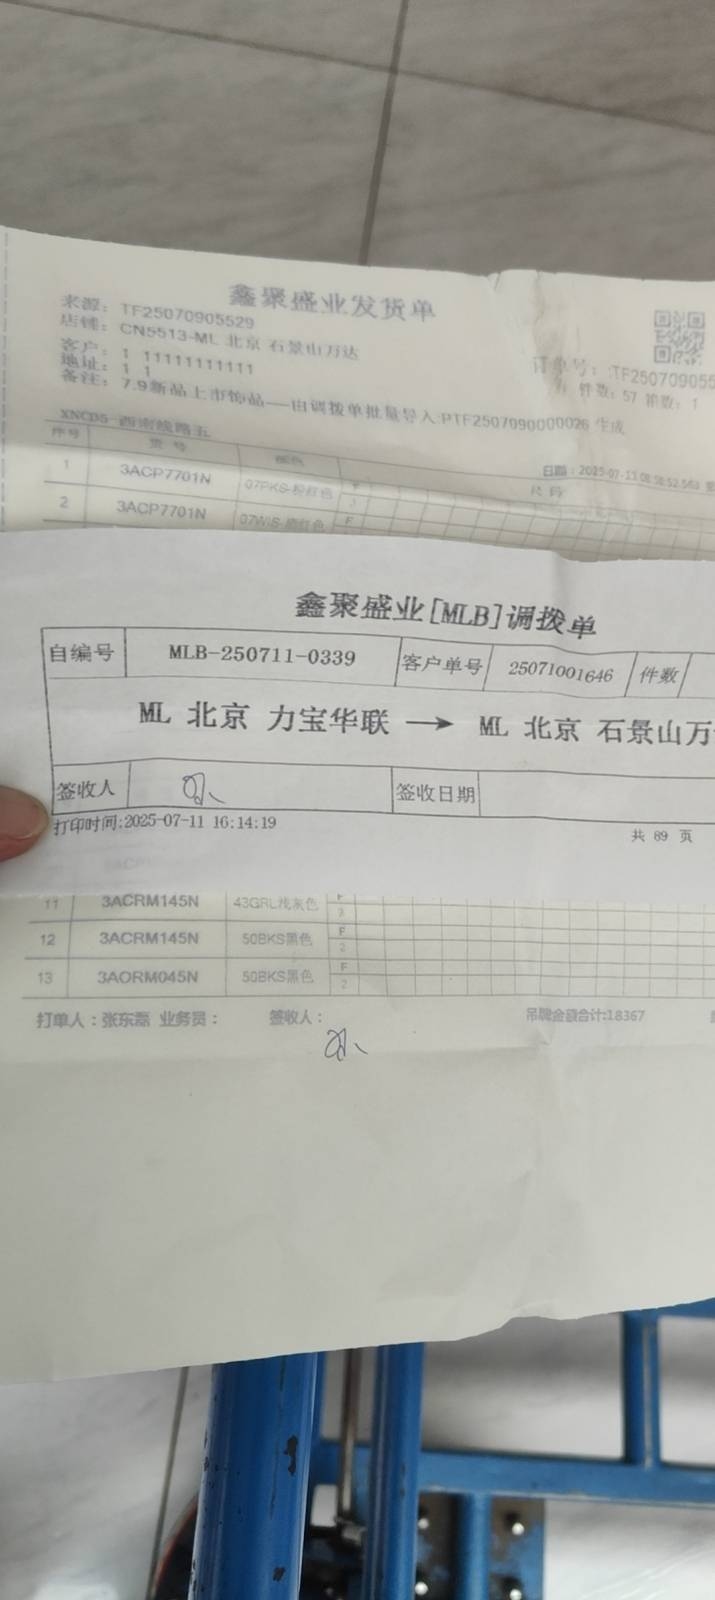 鑫聚盛业发货单
来源： TF25070905529
店铺： CN5513-ML 北京 石景山万达
客户： 1 11111111111
地址： 1 1
订单号：:TF250709055
件数：57 箱数：1
备注： 7.9新品上市饰品——由调拨单批量导入:PTF2507090000026 生成
XNCD5 西南线路五
日期：2025-07-11
序号 货 号 颜色 尺码
1 3ACP7701N 07PKS-粉红色 F
2 3ACP7701N F
鑫聚盛业[MLB]调拨单
自编号 MLB-250711-0339 客户单号 25071001646 件数
ML 北京 力宝华联 → ML 北京 石景山万
签收人 签收日期
打印时间:2025-07-11 16:14:19
共 89 页
11 3ACRM145N 43GRL浅灰色 F
3
12 3ACRM145N 50BKS黑色 F
2
13 3AORM045N 50BKS黑色 F
2
打单人：张东磊 业务员： 签收人： 吊牌金额合计:18367